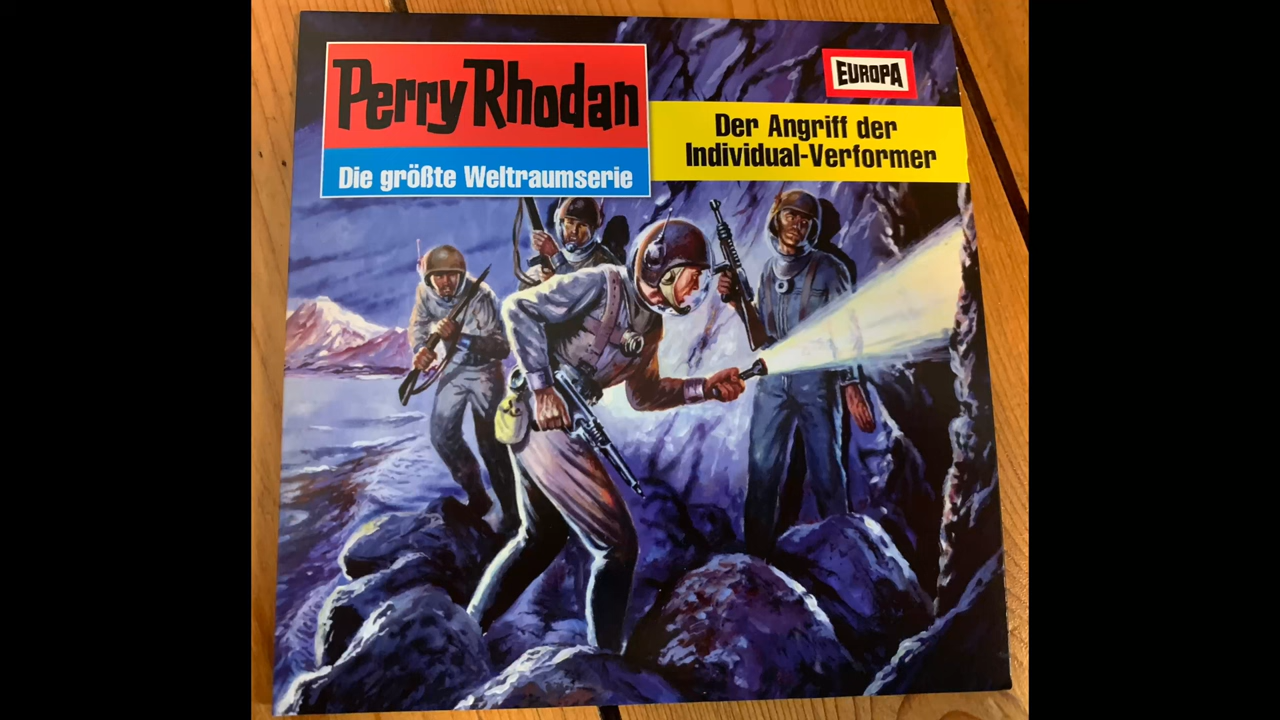 Perry Rhodan
Die größte Weltraumserie
EUROPA
Der Angriff der
Individual-Verformer